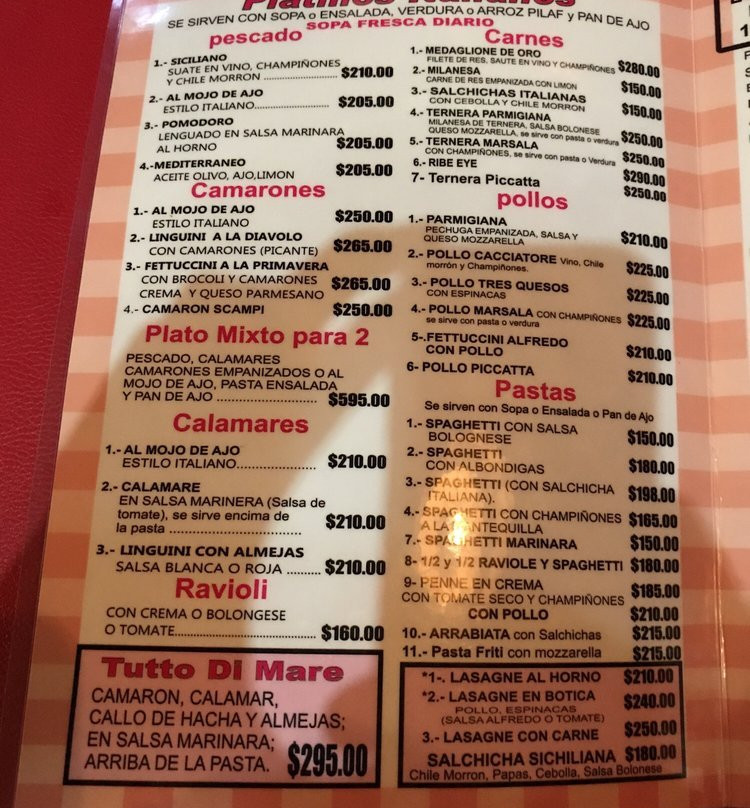 Platillos Italianos
SE SIRVEN CON SOPA o ENSALADA, VERDURA o ARROZ PILAF y PAN DE AJO
SOPA FRESCA DIARIO
pescado
1.- SICILIANO
SUATE EN VINO, CHAMPIÑONES
Y CHILE MORRON ................ $210.00
2.- AL MOJO DE AJO
ESTILO ITALIANO...................... $205.00
3.- POMODORO
LENGUADO EN SALSA MARINARA
AL HORNO $205.00
4.-MEDITERRANEO
ACEITE OLIVO, AJO,LIMON $205.00
Camarones
1.- AL MOJO DE AJO
ESTILO ITALIANO $250.00
2.- LINGUINI A LA DIAVOLO
CON CAMARONES (PICANTE) $265.00
3.- FETTUCCINI A LA PRIMAVERA
CON BROCOLI Y CAMARONES
CREMA Y QUESO PARMESANO $265.00
4.- CAMARON SCAMPI $250.00
Plato Mixto para 2
PESCADO, CALAMARES
CAMARONES EMPANIZADOS O AL
MOJO DE AJO, PASTA ENSALADA
Y PAN DE AJO ...................... $595.00
Calamares
1.- AL MOJO DE AJO
ESTILO ITALIANO.................. $210.00
2.- CALAMARE
EN SALSA MARINERA (Salsa de
tomate), se sirve encima de
la pasta ........................ $210.00
3.- LINGUINI CON ALMEJAS
SALSA BLANCA O ROJA ......... $210.00
Ravioli
CON CREMA O BOLONGESE
O TOMATE................................. $160.00
Tutto Di Mare
CAMARON, CALAMAR,
CALLO DE HACHA Y ALMEJAS;
EN SALSA MARINARA;
ARRIBA DE LA PASTA. $295.00
Carnes
1.- MEDAGLIONE DE ORO
FILETE DE RES, SAUTE EN VINO Y CHAMPIÑONES $280.00
2.- MILANESA
CARNE DE RES EMPANIZADA CON LIMON $150.00
3.- SALCHICHAS ITALIANAS
CON CEBOLLA Y CHILE MORRON $150.00
4.- TERNERA PARMIGIANA
MILANESA DE TERNERA, SALSA BOLONESE
QUESO MOZZARELLA, se sirve con pasta o verdura $250.00
5.- TERNERA MARSALA
CON CHAMPIÑONES, se sirve con pasta o Verdura $250.00
6.- RIBE EYE $290.00
7- Ternera Piccatta $250.00
pollos
1.- PARMIGIANA
PECHUGA EMPANIZADA, SALSA Y
QUESO MOZZARELLA $210.00
2.- POLLO CACCIATORE Vino, Chile
morrón y Champiñones. $225.00
3.- POLLO TRES QUESOS
CON ESPINACAS $225.00
4.- POLLO MARSALA CON CHAMPIÑONES
se sirve con pasta o verdura $225.00
5-.FETTUCCINI ALFREDO
CON POLLO $210.00
6- POLLO PICCATTA $210.00
Pastas
Se sirven con Sopa o Ensalada o Pan de Ajo
1.- SPAGHETTI CON SALSA
BOLOGNESE $150.00
2.- SPAGHETTI
CON ALBONDIGAS $180.00
3.- SPAGHETTI (CON SALCHICHA
ITALIANA). $198.00
4.- SPAGHETTI CON CHAMPIÑONES
A LA MANTEQUILLA $165.00
7.- SPAGHETTI MARINARA $150.00
8- 1/2 y 1/2 RAVIOLE Y SPAGHETTI $180.00
9- PENNE EN CREMA
CON TOMATE SECO Y CHAMPIÑONES $185.00
CON POLLO $210.00
10.- ARRABIATA con Salchichas $215.00
11.- Pasta Friti con mozzarella $215.00
*1-. LASAGNE AL HORNO $210.00
*2.- LASAGNE EN BOTICA
POLLO, ESPINACAS
(SALSA ALFREDO O TOMATE) $240.00
3.- LASAGNE CON CARNE $250.00
SALCHICHA SICHILIANA $180.00
Chile Morron, Papas, Cebolla, Salsa Bolonese